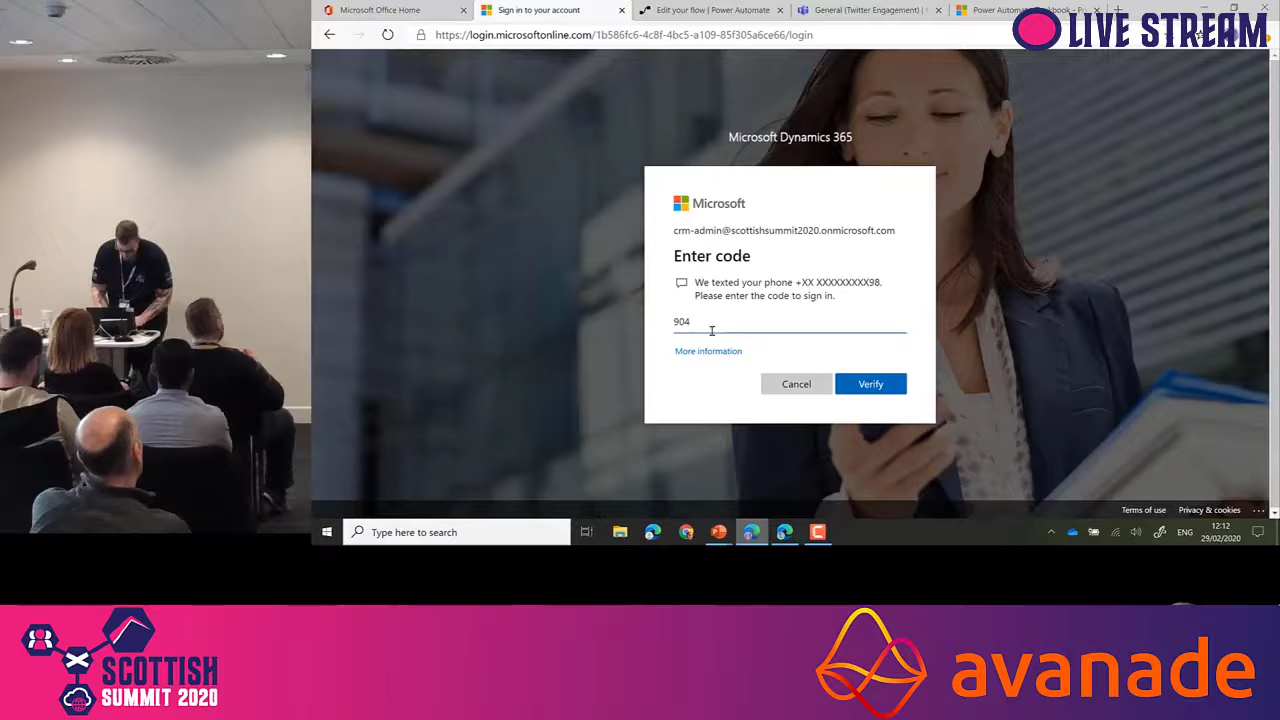 Microsoft Office Home
Sign in to your account
Edit your flow | Power Automate
General (Twitter Engagement) |
LIVE STREAM
https://login.microsoftonline.com/1b586fc6-4c8f-4bc5-a109-85f305a6ce66/login
Microsoft Dynamics 365
Microsoft
crm-admin@scottishsummit2020.onmicrosoft.com
Enter code
We texted your phone +XX XXXXXXXXX98.
Please enter the code to sign in.
904
More information
Cancel
Verify
Terms of use
Privacy & cookies
Type here to search
ENG
12:12
29/02/2020
SCOTTISH
SUMMIT 2020
avanade